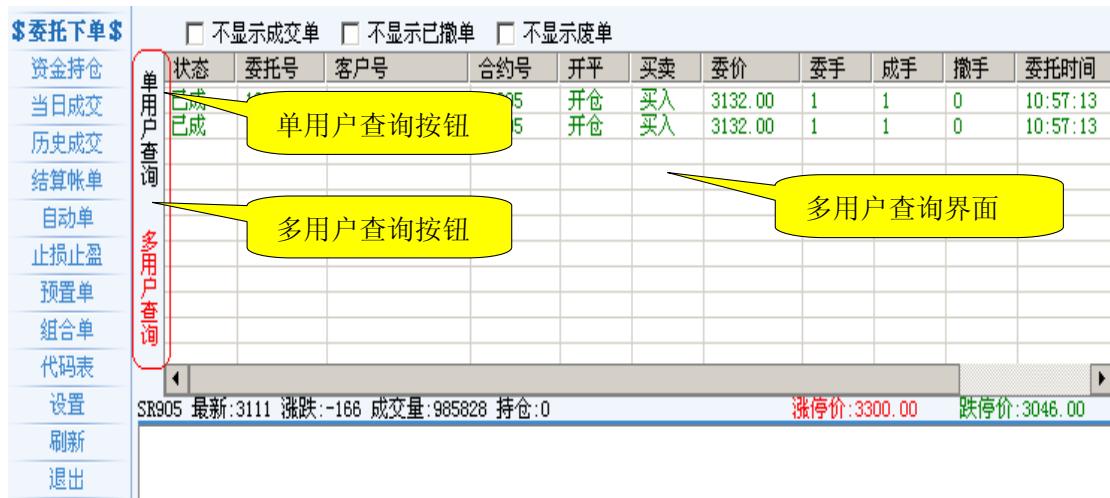 $委托下单$
资金持仓
当日成交
历史成交
结算帐单
自动单
止损止盈
预置单
组合单
代码表
设置
刷新
退出
单用户查询
多用户查询
不显示成交单 不显示已撤单 不显示废单
状态 委托号 客户号 合约号 开平 买卖 委价 委手 成手 撤手 委托时间
已成 开仓 买入 3132.00 1 1 0 10:57:13
已成 开仓 买入 3132.00 1 1 0 10:57:13
单用户查询按钮
多用户查询按钮
多用户查询界面
SR905 最新:3111 涨跌:-166 成交量:985828 持仓:0 涨停价:3300.00 跌停价:3046.00